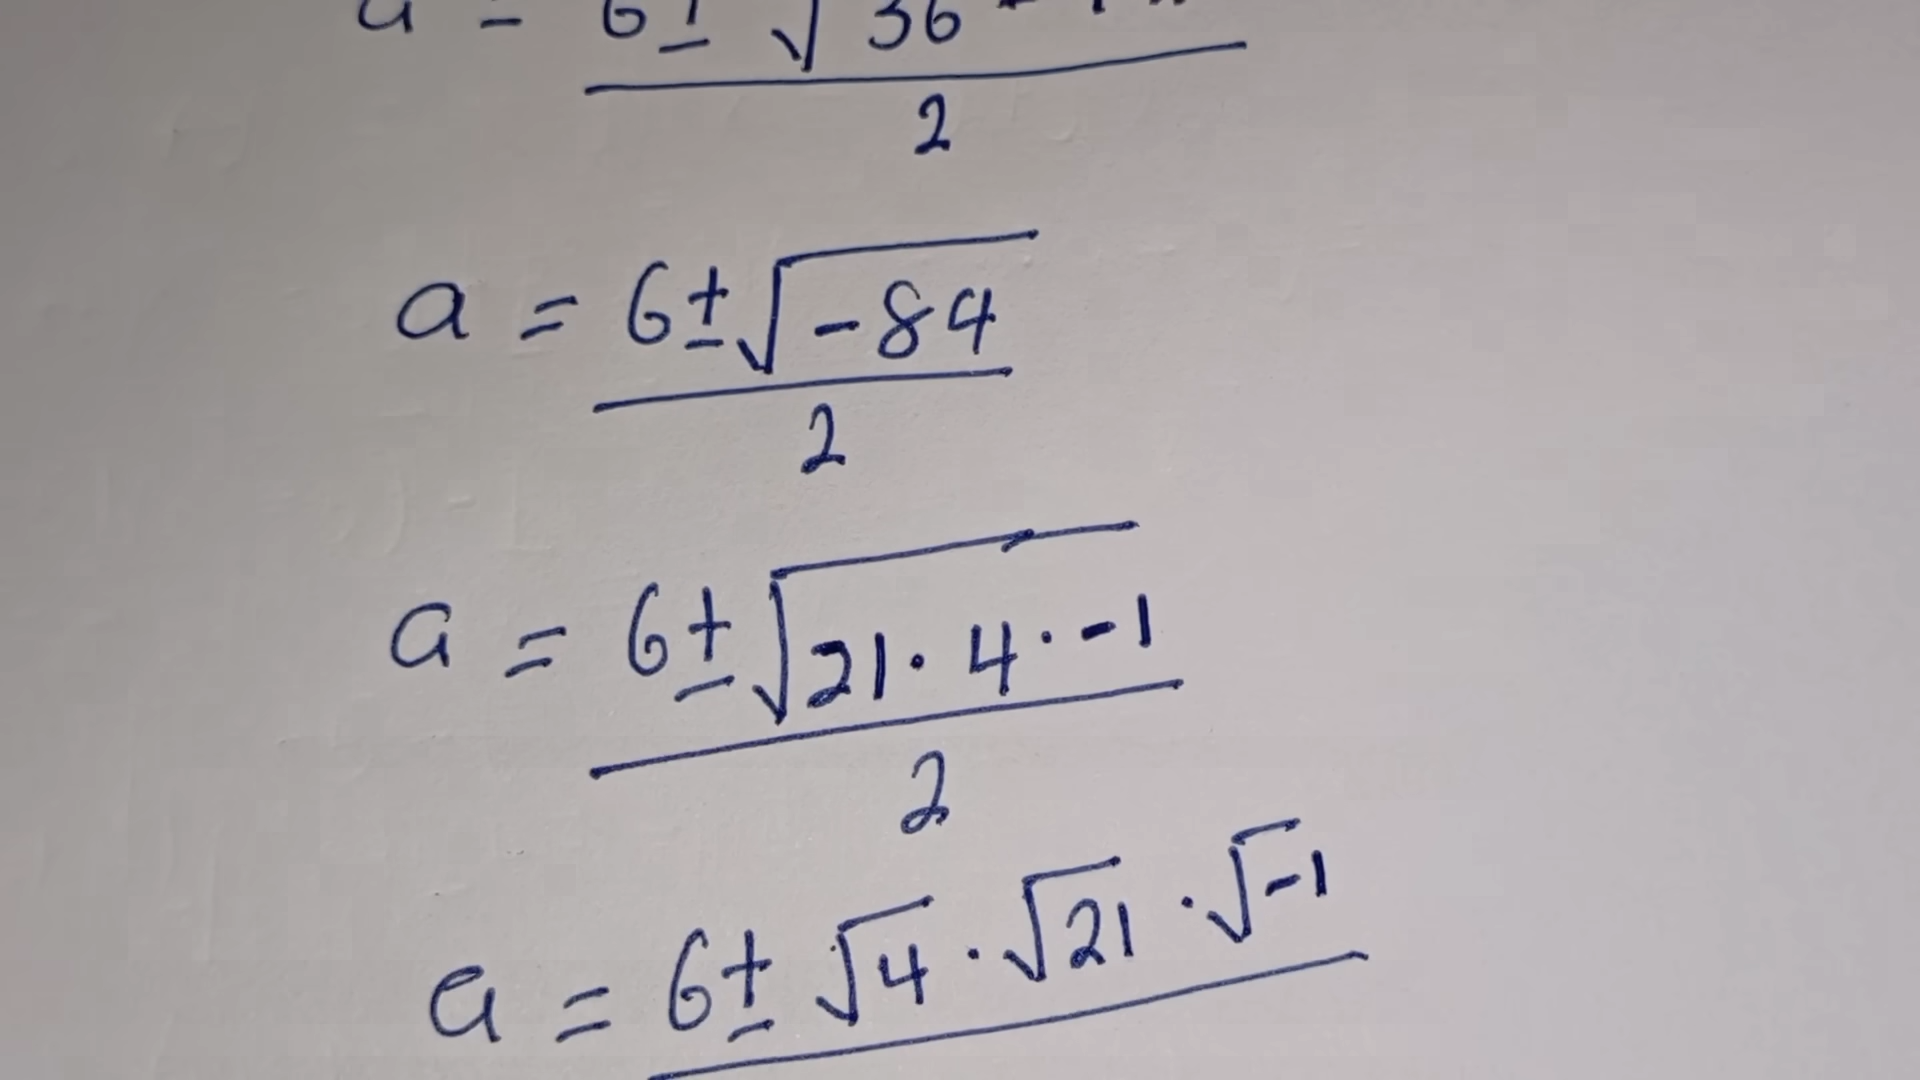 a = 6 ± √36 -
2
a = 6 ± √-84
2
a = 6 ± √21 · 4 · -1
2
a = 6 ± √4 · √21 · √-1